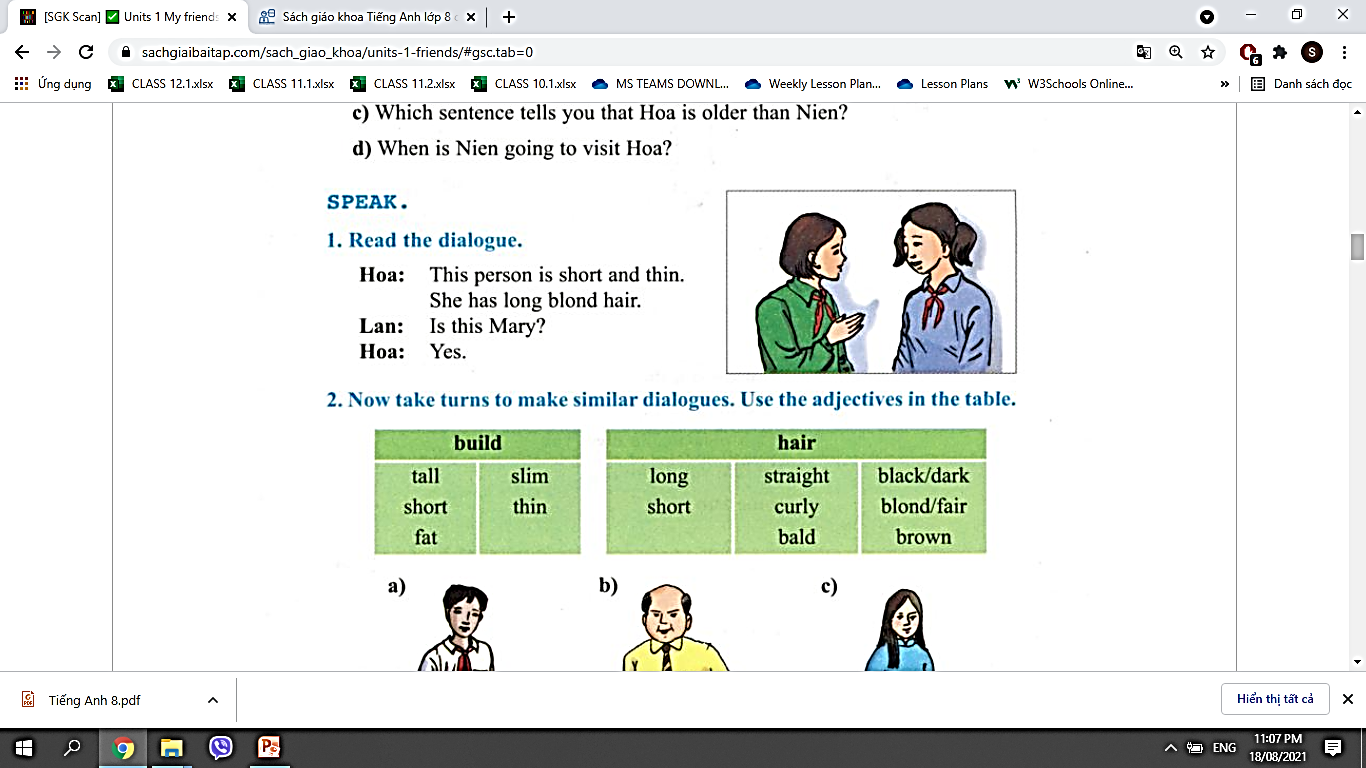 [SGK Scan] ✅ Units 1 My friends
Sách giáo khoa Tiếng Anh lớp 8
sachgiaibaitap.com/sach_giao_khoa/units-1-friends/#gsc.tab=0
6
S
Ứng dụng CLASS 12.1.xlsx CLASS 11.1.xlsx CLASS 11.2.xlsx CLASS 10.1.xlsx MS TEAMS DOWNL... Weekly Lesson Plan... Lesson Plans W3Schools Online... » Danh sách đọc
c) Which sentence tells you that Hoa is older than Nien?
d) When is Nien going to visit Hoa?
SPEAK.
1. Read the dialogue.
Hoa: This person is short and thin.
She has long blond hair.
Lan: Is this Mary?
Hoa: Yes.
2. Now take turns to make similar dialogues. Use the adjectives in the table.
build hair
tall slim long straight black/dark
short thin short curly blond/fair
fat bald brown
a) b) c)
Tiếng Anh 8.pdf
Hiển thị tất cả
ENG
11:07 PM
18/08/2021